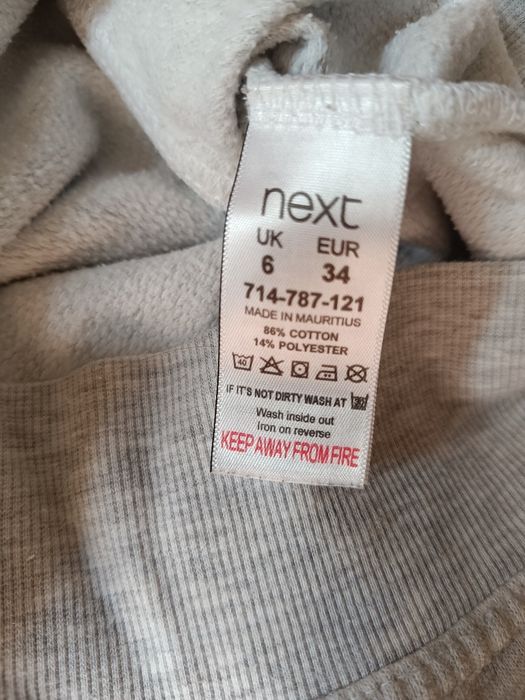 next
UK EUR
6 34
714-787-121
MADE IN MAURITIUS
86% COTTON
14% POLYESTER
40
IF IT'S NOT DIRTY WASH AT 30
Wash inside out
Iron on reverse
KEEP AWAY FROM FIRE